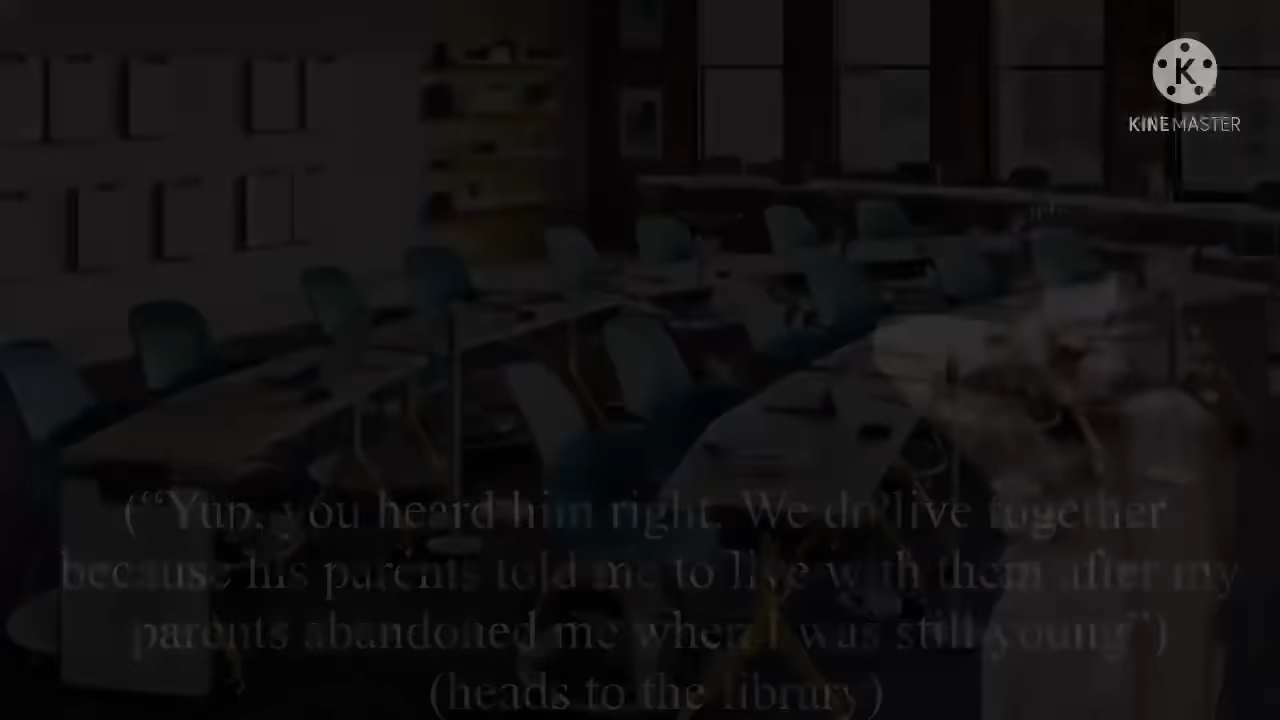 KINEMASTER
("Yup, you heard him right. We do live together
because his parents told me to live with them after my
parents abandoned me when I was still young")
(heads to the library)